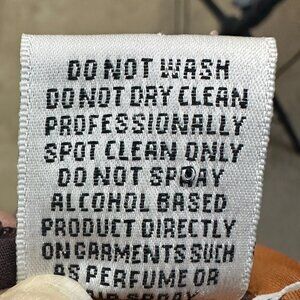 DO NOT WASH
DO NOT DRY CLEAN
PROFESSIONALLY
SPOT CLEAN ONLY
DO NOT SPRAY
ALCOHOL BASED
PRODUCT DIRECTLY
ON GARMENTS SUCH
AS PERFUME OR
SPRAY